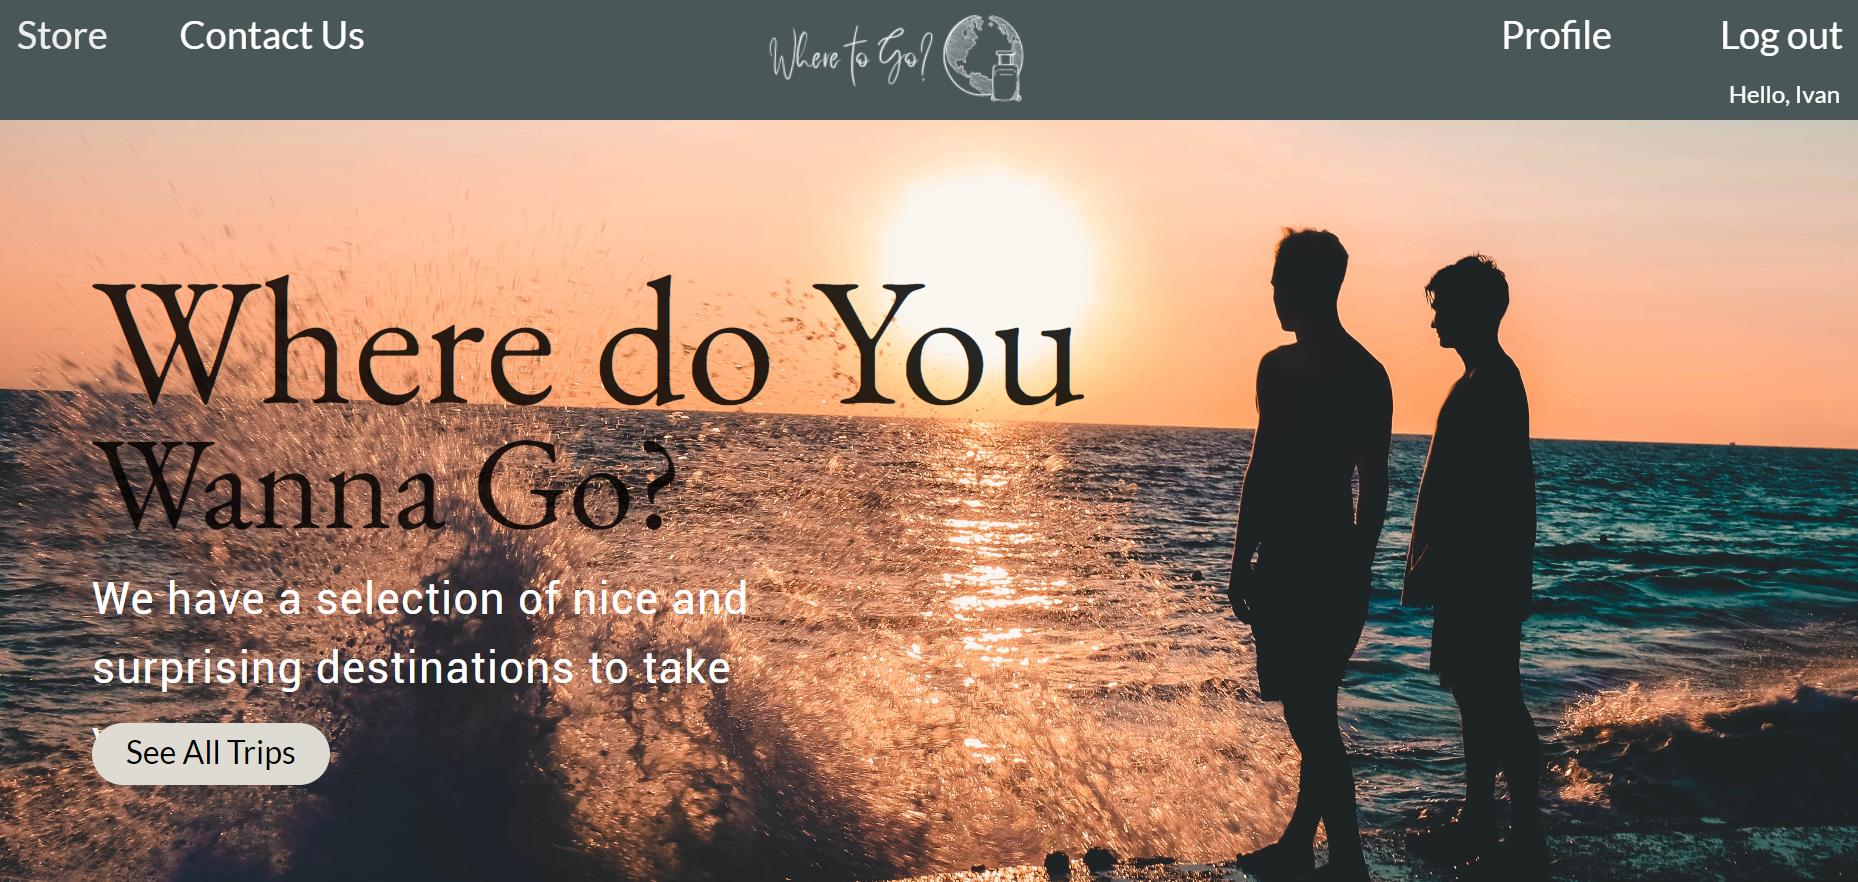 Store
Contact Us
Where to Go?
Profile
Log out
Hello, Ivan
Where do You
Wanna Go?
We have a selection of nice and
surprising destinations to take
See All Trips